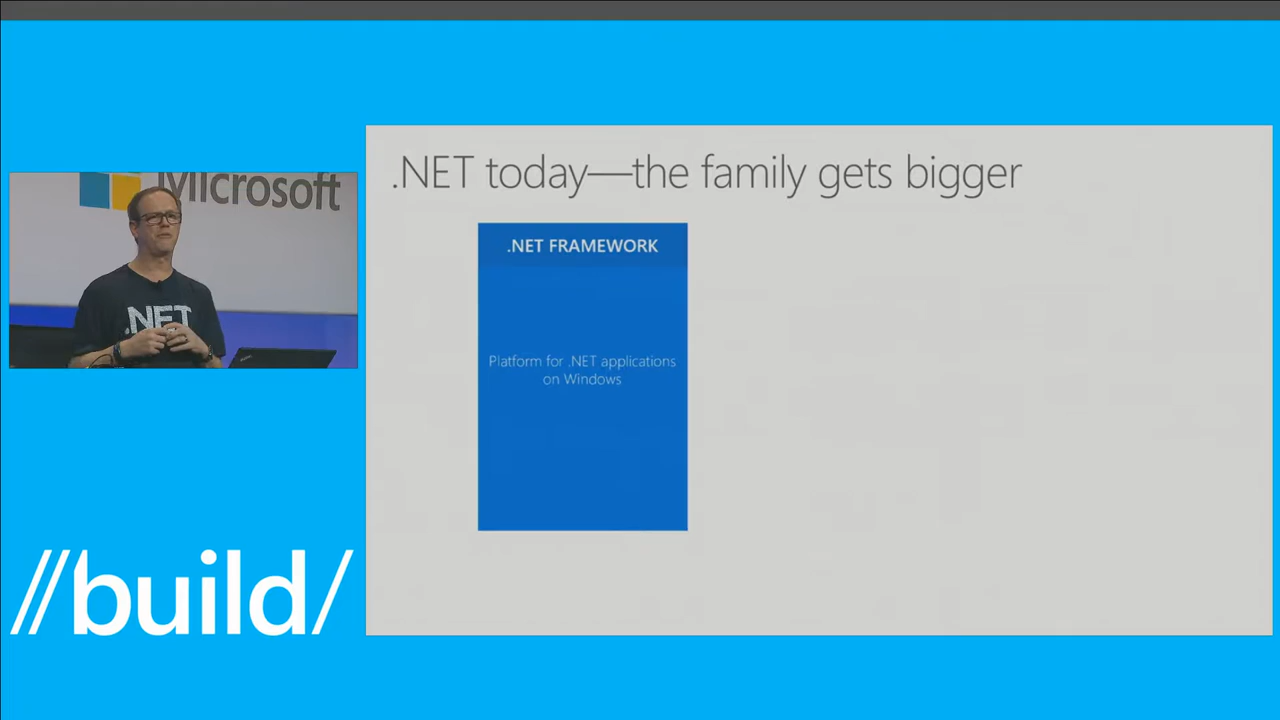 Microsoft
.NET
//build/
.NET today—the family gets bigger
.NET FRAMEWORK
Platform for .NET applications
on Windows